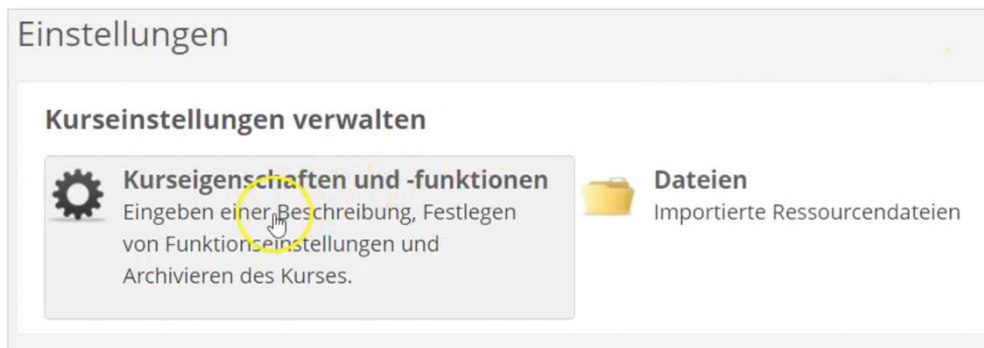 Einstellungen
Kurseinstellungen verwalten
Kurseigenschaften und -funktionen
Eingeben einer Beschreibung, Festlegen
von Funktionseinstellungen und
Archivieren des Kurses.
Dateien
Importierte Ressourcendateien